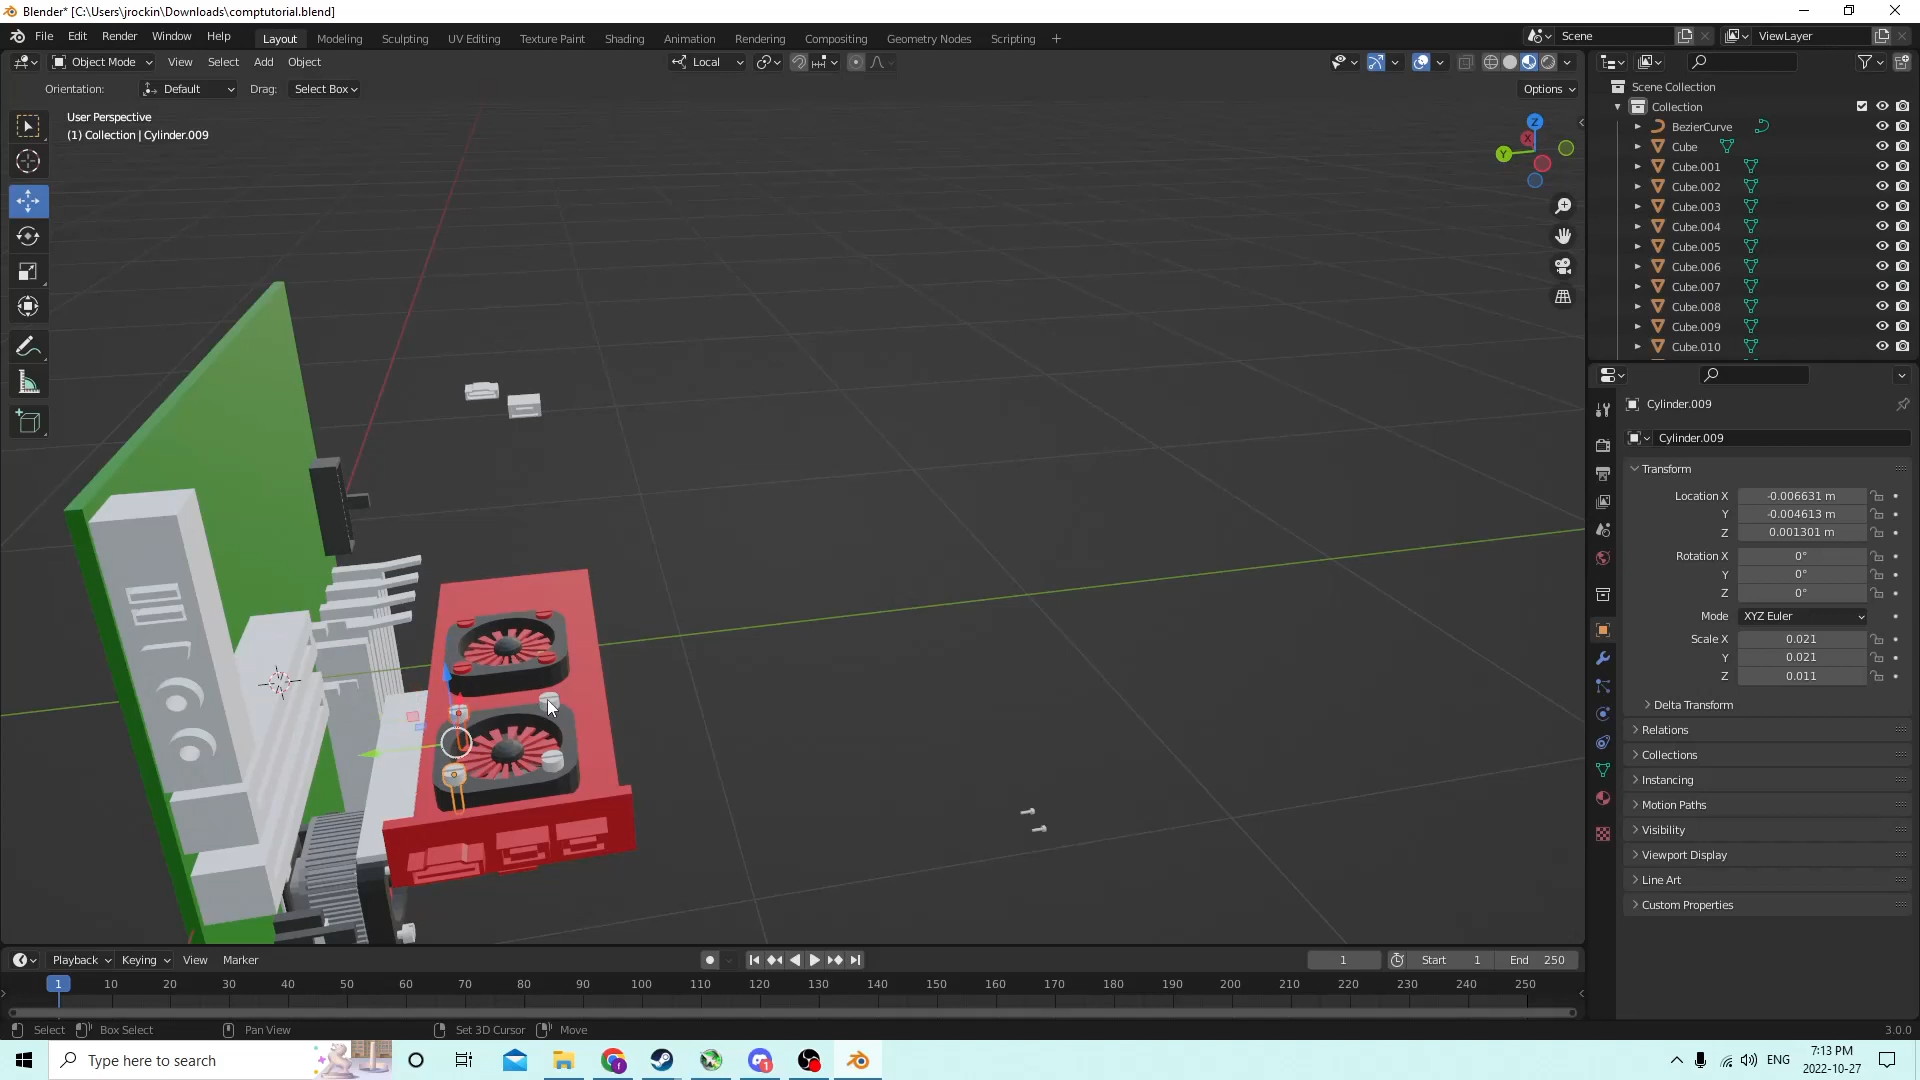 Blender* [C:\Users\jrockin\Downloads\comptutorial.blend]
File Edit Render Window Help
Layout Modeling Sculpting UV Editing Texture Paint Shading Animation Rendering Compositing Geometry Nodes Scripting +
Scene
ViewLayer
Object Mode View Select Add Object
Local
Orientation: Default Drag: Select Box
Options
User Perspective
(1) Collection | Cylinder.009
Z
X
Y
Scene Collection
Collection
BezierCurve
Cube
Cube.001
Cube.002
Cube.003
Cube.004
Cube.005
Cube.006
Cube.007
Cube.008
Cube.009
Cube.010
Cylinder.009
Cylinder.009
Transform
Location X -0.006631 m
Y -0.004613 m
Z 0.001301 m
Rotation X 0°
Y 0°
Z 0°
Mode XYZ Euler
Scale X 0.021
Y 0.021
Z 0.011
Delta Transform
Relations
Collections
Instancing
Motion Paths
Visibility
Viewport Display
Line Art
Custom Properties
Playback Keying View Marker
1 Start 1 End 250
1 10 20 30 40 50 60 70 80 90 100 110 120 130 140 150 160 170 180 190 200 210 220 230 240 250
Select Box Select Pan View Set 3D Cursor Move
3.0.0
Type here to search
1
ENG
7:13 PM
2022-10-27